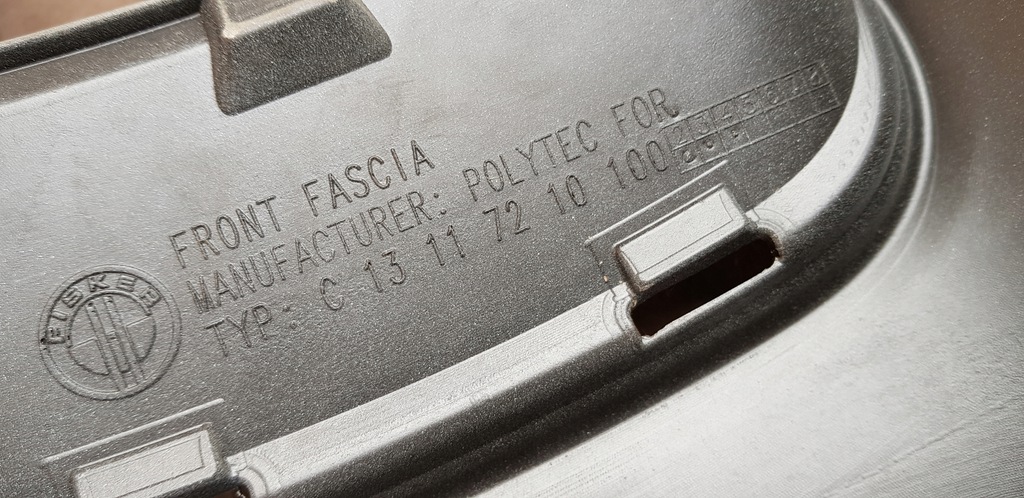 FISKER
FRONT FASCIA
MANUFACTURER: POLYTEC FOR
TYP: C 13 11 72 10 100